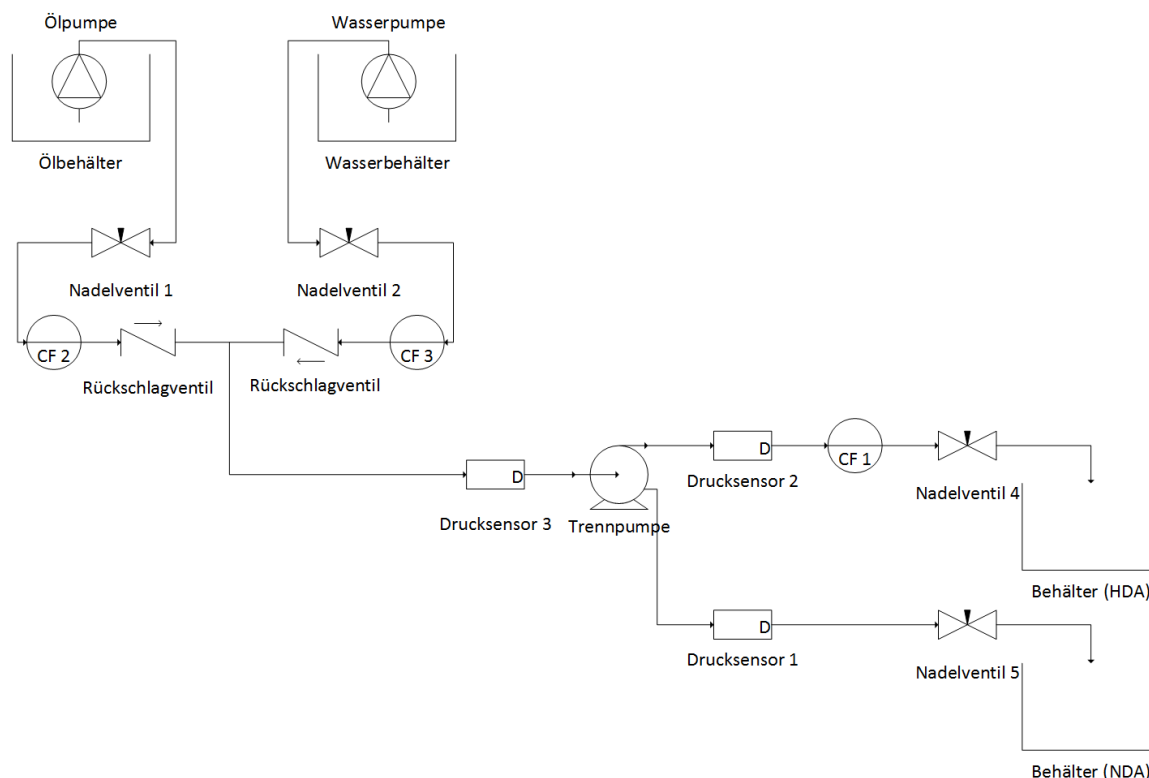 Ölpumpe
Wasserpumpe
Ölbehälter
Wasserbehälter
Nadelventil 1
Nadelventil 2
CF 2
CF 3
Rückschlagventil
Rückschlagventil
D
CF 1
Drucksensor 2
Nadelventil 4
D
Drucksensor 3
Trennpumpe
Behälter (HDA)
D
Drucksensor 1
Nadelventil 5
Behälter (NDA)